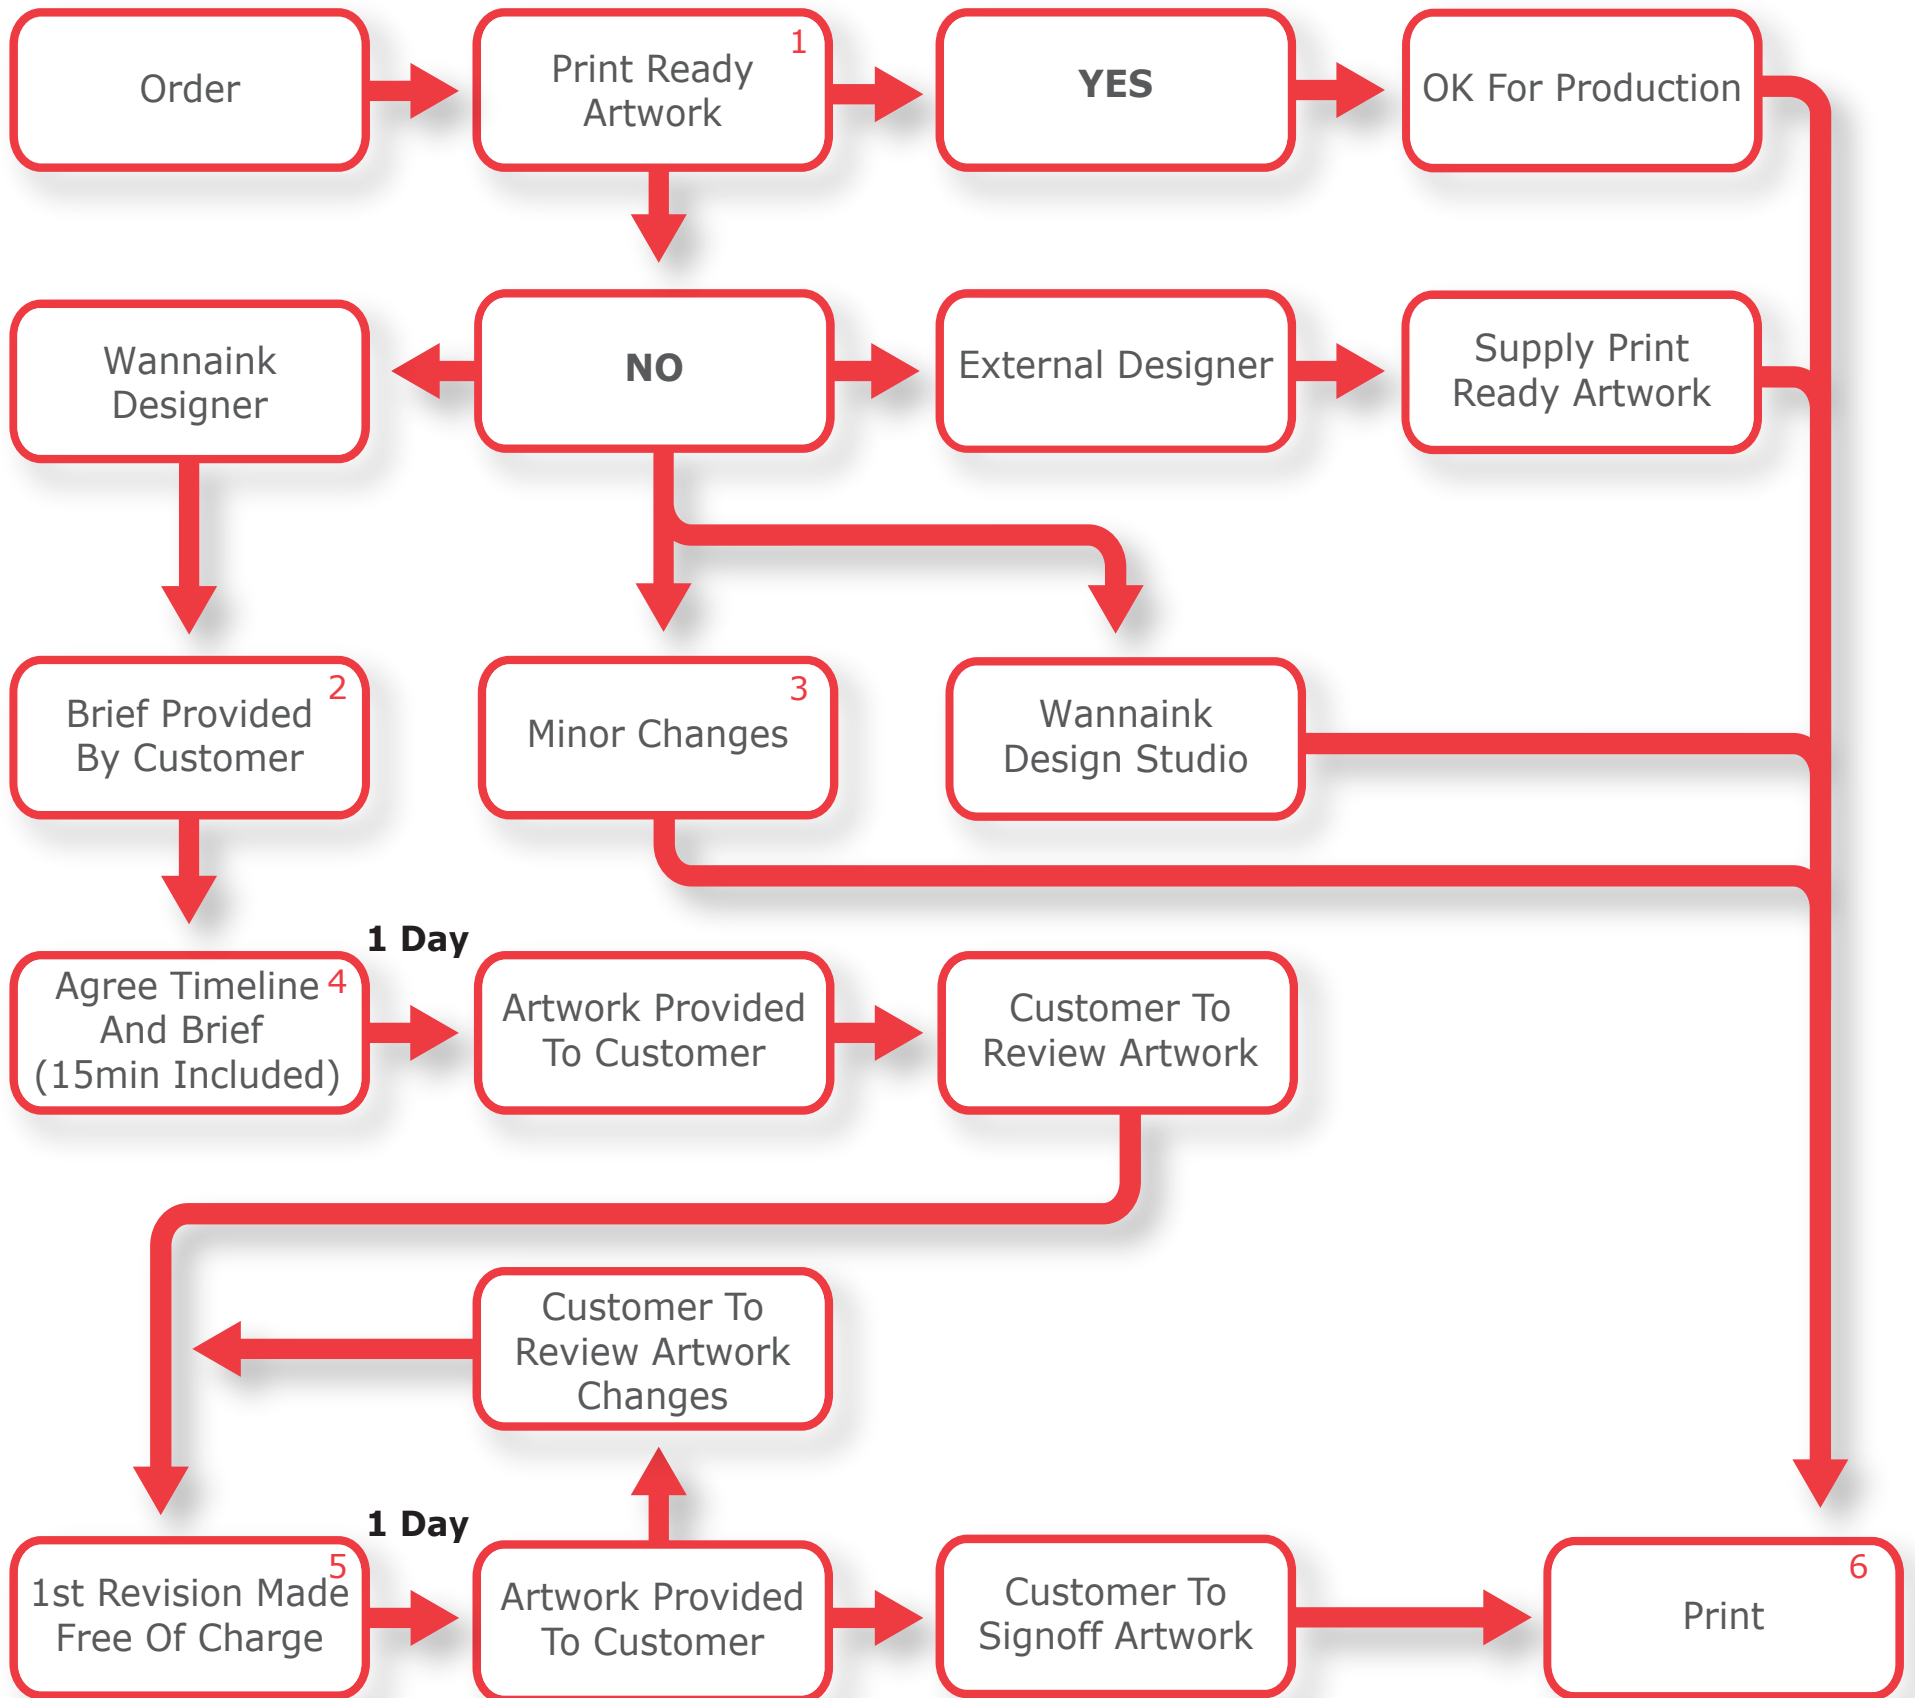 Order
1
Print Ready
Artwork
YES
OK For Production
Wannaink
Designer
NO
External Designer
Supply Print
Ready Artwork
2
Brief Provided
By Customer
3
Minor Changes
Wannaink
Design Studio
1 Day
Agree Timeline 4
And Brief
(15min Included)
Artwork Provided
To Customer
Customer To
Review Artwork
Customer To
Review Artwork
Changes
1 Day
5
1st Revision Made
Free Of Charge
Artwork Provided
To Customer
Customer To
Signoff Artwork
6
Print